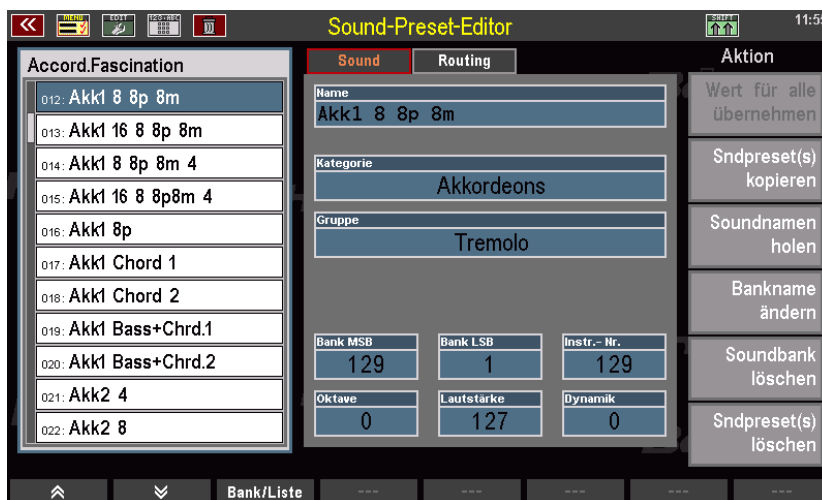 MENU
EDIT
123·ABC
Sound-Preset-Editor
SHIFT
Accord.Fascination
012: Akk1 8 8p 8m
013: Akk1 16 8 8p 8m
014: Akk1 8 8p 8m 4
015: Akk1 16 8 8p8m 4
016: Akk1 8p
017: Akk1 Chord 1
018: Akk1 Chord 2
019: Akk1 Bass+Chrd.1
020: Akk1 Bass+Chrd.2
021: Akk2 4
022: Akk2 8
Sound
Routing
Name
Akk1 8 8p 8m
Kategorie
Akkordeons
Gruppe
Tremolo
Bank MSB
Bank LSB
Instr.- Nr.
129
1
129
Oktave
Lautstärke
Dynamik
0
127
0
Aktion
Wert für alle
übernehmen
Sndpreset(s)
kopieren
Soundnamen
holen
Bankname
ändern
Soundbank
löschen
Sndpreset(s)
löschen
Bank/Liste
---
---
---
---
---